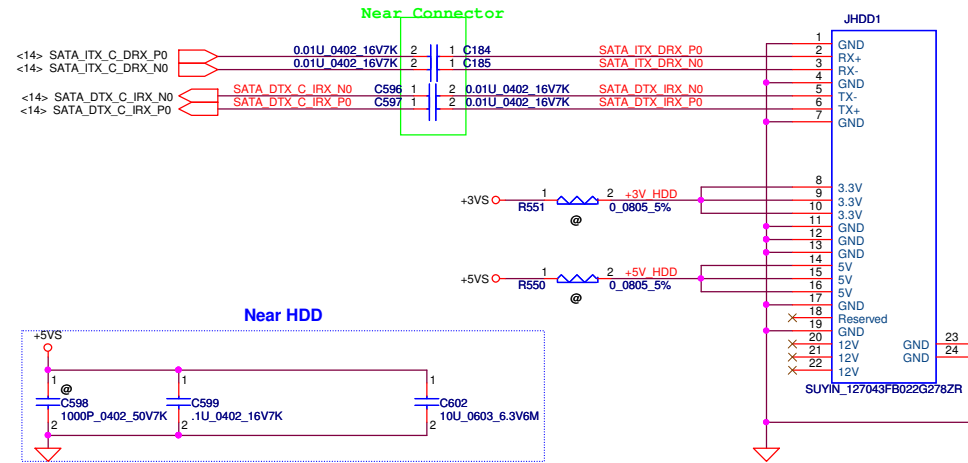 Near Connector
JHDD1
<14> SATA_ITX_C_DRX_P0 0.01U_0402_16V7K 2 1 C184 SATA_ITX_DRX_P0
<14> SATA_ITX_C_DRX_N0 0.01U_0402_16V7K 2 1 C185 SATA_ITX_DRX_N0
<14> SATA_DTX_C_IRX_N0 SATA_DTX_C_IRX_N0 C596 1 2 0.01U_0402_16V7K SATA_DTX_IRX_N0
<14> SATA_DTX_C_IRX_P0 SATA_DTX_C_IRX_P0 C597 1 2 0.01U_0402_16V7K SATA_DTX_IRX_P0
1 GND
2 RX+
3 RX-
4 GND
5 TX-
6 TX+
7 GND
8 3.3V
9 3.3V
10 3.3V
11 GND
12 GND
13 GND
14 5V
15 5V
16 5V
17 GND
18 Reserved
19 GND
20 12V
21 12V
22 12V
GND 23
GND 24
SUYIN_127043FB022G278ZR
+3VS 1 2 +3V_HDD
R551 0_0805_5%
@
+5VS 1 2 +5V_HDD
R550 0_0805_5%
@
Near HDD
+5VS
1 @
C598
1000P_0402_50V7K
2
1
C599
.1U_0402_16V7K
2
1
C602
10U_0603_6.3V6M
2